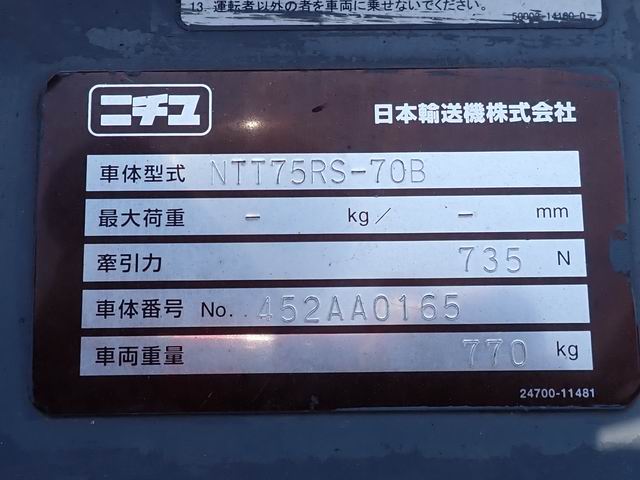 13. 運転者以外の者を車両に乗せないでください。
ニチユ
日本輸送機株式会社
車体型式 NTT75RS-70B
最大荷重 - kg/ - mm
牽引力 735 N
車体番号 No. 452AA0165
車両重量 770 kg
24700-11481